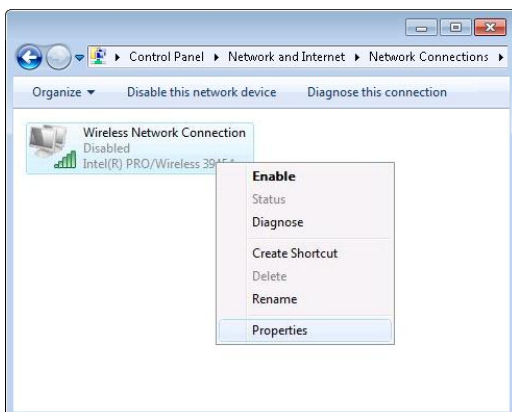 Control Panel ▸ Network and Internet ▸ Network Connections ▸
Organize ▾ Disable this network device Diagnose this connection
Wireless Network Connection
Disabled
Intel(R) PRO/Wireless
Enable
Status
Diagnose
Create Shortcut
Delete
Rename
Properties